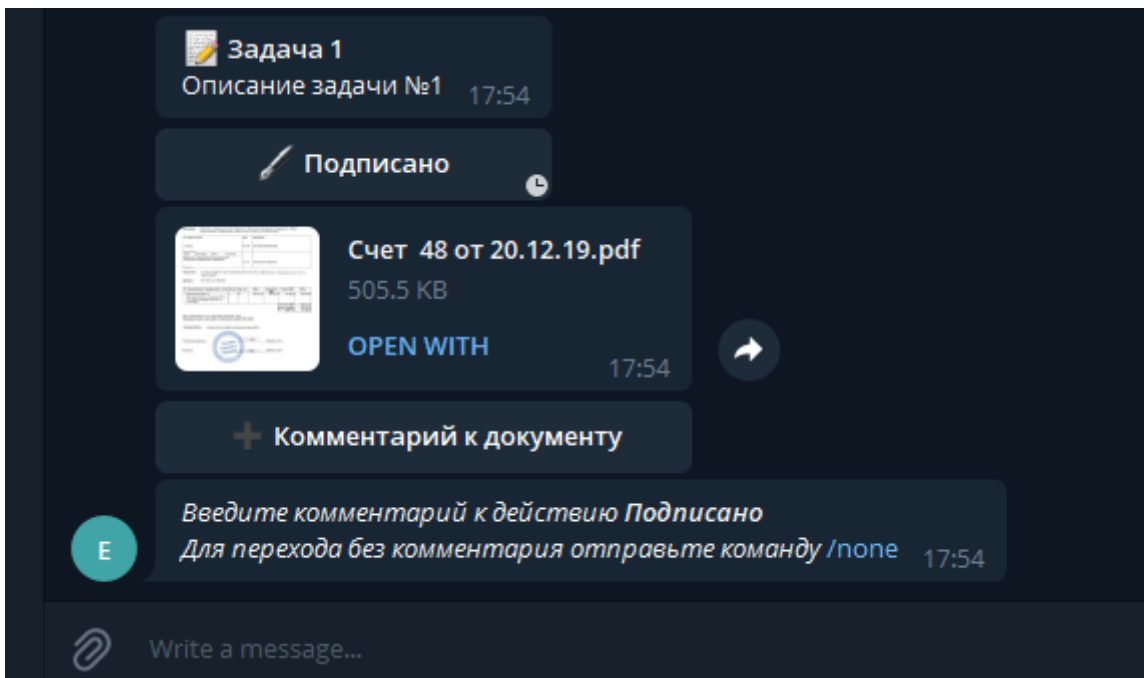 Задача 1
Описание задачи №1 17:54
Подписано
Счет 48 от 20.12.19.pdf
505.5 KB
OPEN WITH
17:54
Комментарий к документу
Введите комментарий к действию Подписано
Для перехода без комментария отправьте команду /none 17:54
E
Write a message...